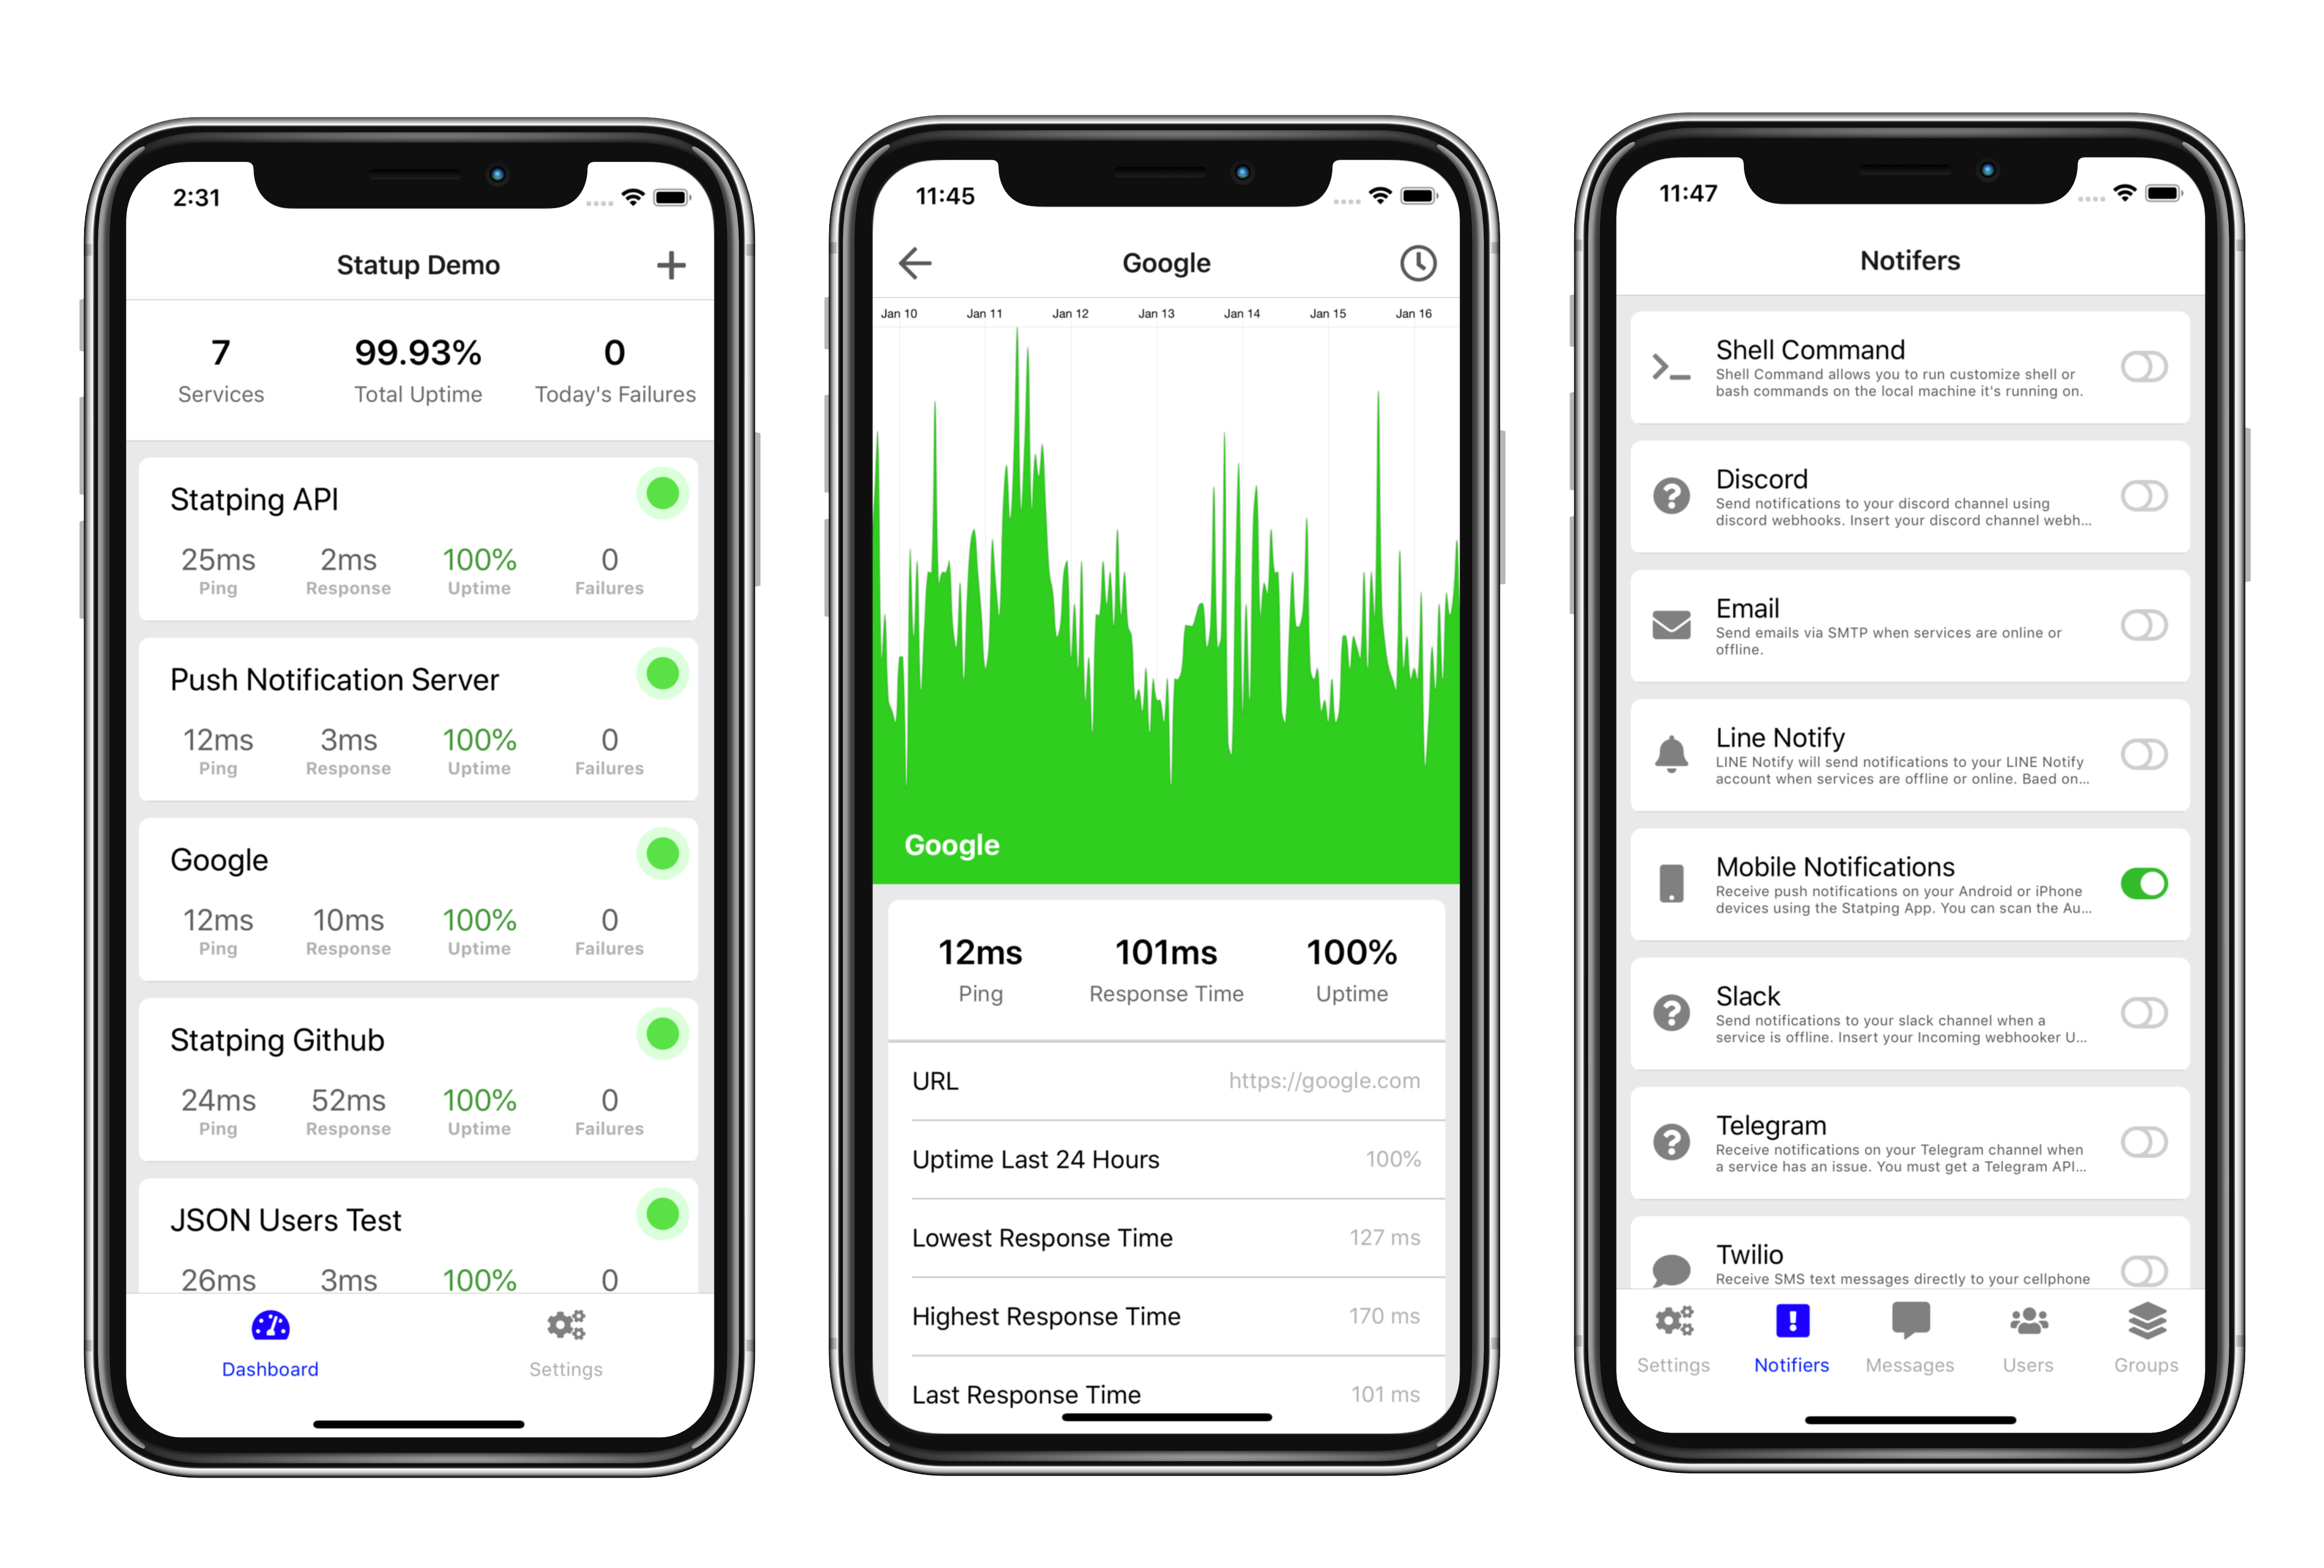 2:31
Statup Demo
7
99.93%
0
Services
Total Uptime
Today's Failures
Statping API
25ms
2ms
100%
0
Ping
Response
Uptime
Failures
Push Notification Server
12ms
3ms
100%
0
Ping
Response
Uptime
Failures
Google
12ms
10ms
100%
0
Ping
Response
Uptime
Failures
Statping Github
24ms
52ms
100%
0
Ping
Response
Uptime
Failures
JSON Users Test
26ms
3ms
100%
0
Dashboard
Settings
11:45
Google
Jan 10
Jan 11
Jan 12
Jan 13
Jan 14
Jan 15
Jan 16
Google
12ms
101ms
100%
Ping
Response Time
Uptime
URL
https://google.com
Uptime Last 24 Hours
100%
Lowest Response Time
127 ms
Highest Response Time
170 ms
Last Response Time
101 ms
11:47
Notifers
Shell Command
Shell Command allows you to run customize shell or
bash commands on the local machine it's running on.
Discord
Send notifications to your discord channel using
discord webhooks. Insert your discord channel webh...
Email
Send emails via SMTP when services are online or
offline.
Line Notify
LINE Notify will send notifications to your LINE Notify
account when services are offline or online. Baed on...
Mobile Notifications
Receive push notifications on your Android or iPhone
devices using the Statping App. You can scan the Au...
Slack
Send notifications to your slack channel when a
service is offline. Insert your Incoming webhooker U...
Telegram
Receive notifications on your Telegram channel when
a service has an issue. You must get a Telegram API...
Twilio
Receive SMS text messages directly to your cellphone
Settings
Notifiers
Messages
Users
Groups